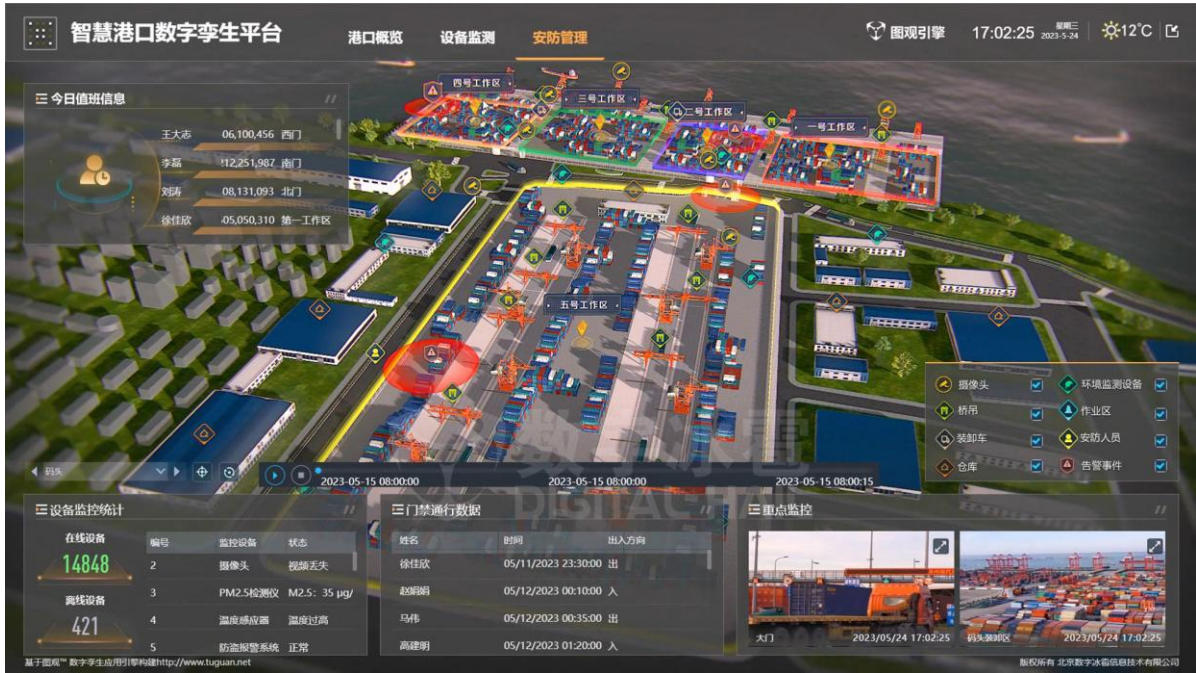 智慧港口数字孪生平台
港口概览 设备监测 安防管理
图观引擎 17:02:25 星期三 2023-5-24 12℃
今日值班信息
王大志 06,100,456 西门
李磊 12,251,987 南门
刘涛 08,131,093 北门
徐佳欣 05,050,310 第一工作区
四号工作区
三号工作区
二号工作区
一号工作区
五号工作区
摄像头 环境监测设备
桥吊 作业区
装卸车 安防人员
仓库 告警事件
码头
2023-05-15 08:00:00 2023-05-15 08:00:00 2023-05-15 08:00:15
数字冰雹
DIGITAL HAIL
设备监控统计
在线设备
14848
离线设备
421
编号 监控设备 状态
2 摄像头 视频丢失
3 PM2.5检测仪 M2.5: 35 μg/
4 温度感应器 温度过高
5 防盗报警系统 正常
门禁通行数据
姓名 时间 出入方向
徐佳欣 05/11/2023 23:30:00 出
赵娟娟 05/12/2023 00:10:00 入
马伟 05/12/2023 00:35:00 出
高建明 05/12/2023 01:20:00 入
重点监控
大门 2023/05/24 17:02:25
码头装卸区 2023/05/24 17:02:25
基于图观™ 数字孪生应用引擎构建http://www.tuguan.net
版权所有 北京数字冰雹信息技术有限公司